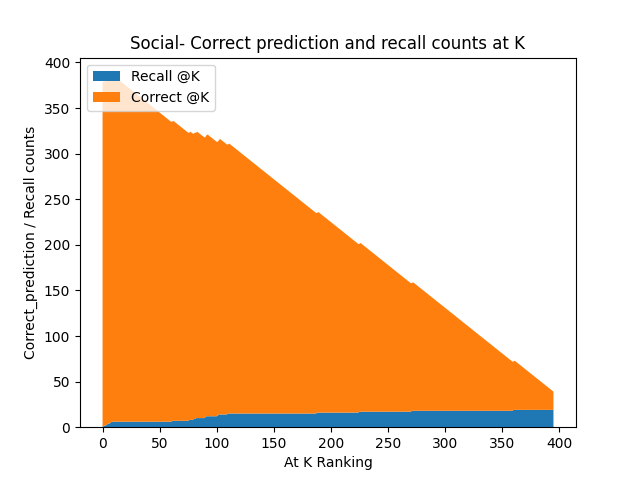 Social- Correct prediction and recall counts at K
Correct_prediction / Recall counts
400
350
300
250
200
150
100
50
0
Recall @K
Correct @K
0 50 100 150 200 250 300 350 400
At K Ranking